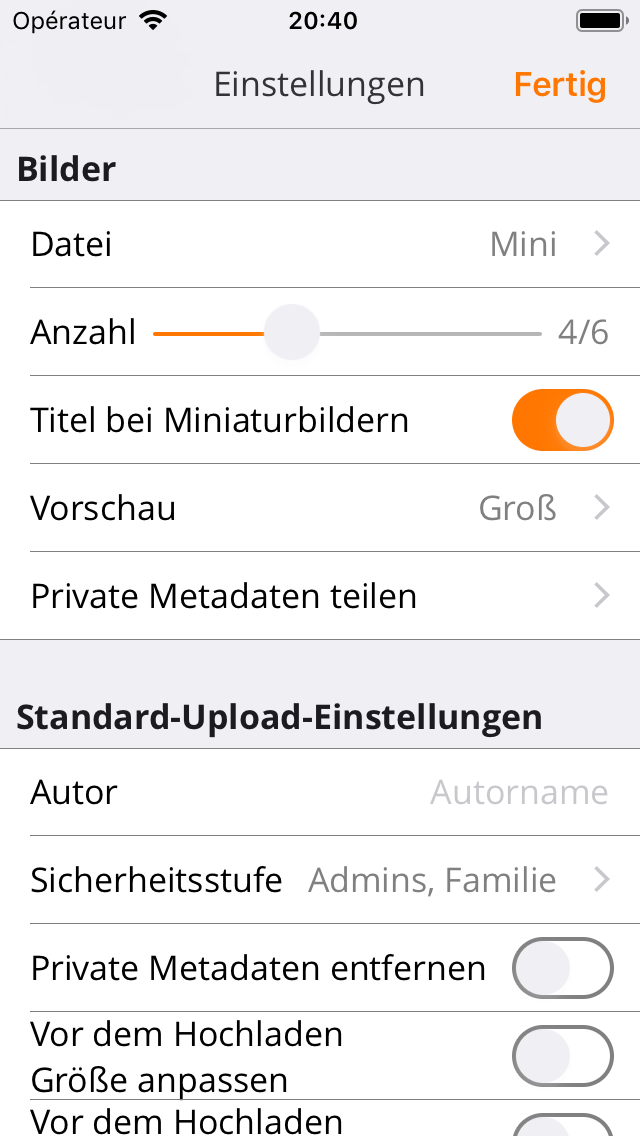 Opérateur 20:40
Einstellungen Fertig
Bilder
Datei Mini
Anzahl 4/6
Titel bei Miniaturbildern
Vorschau Groß
Private Metadaten teilen
Standard-Upload-Einstellungen
Autor Autorname
Sicherheitsstufe Admins, Familie
Private Metadaten entfernen
Vor dem Hochladen
Größe anpassen
Vor dem Hochladen